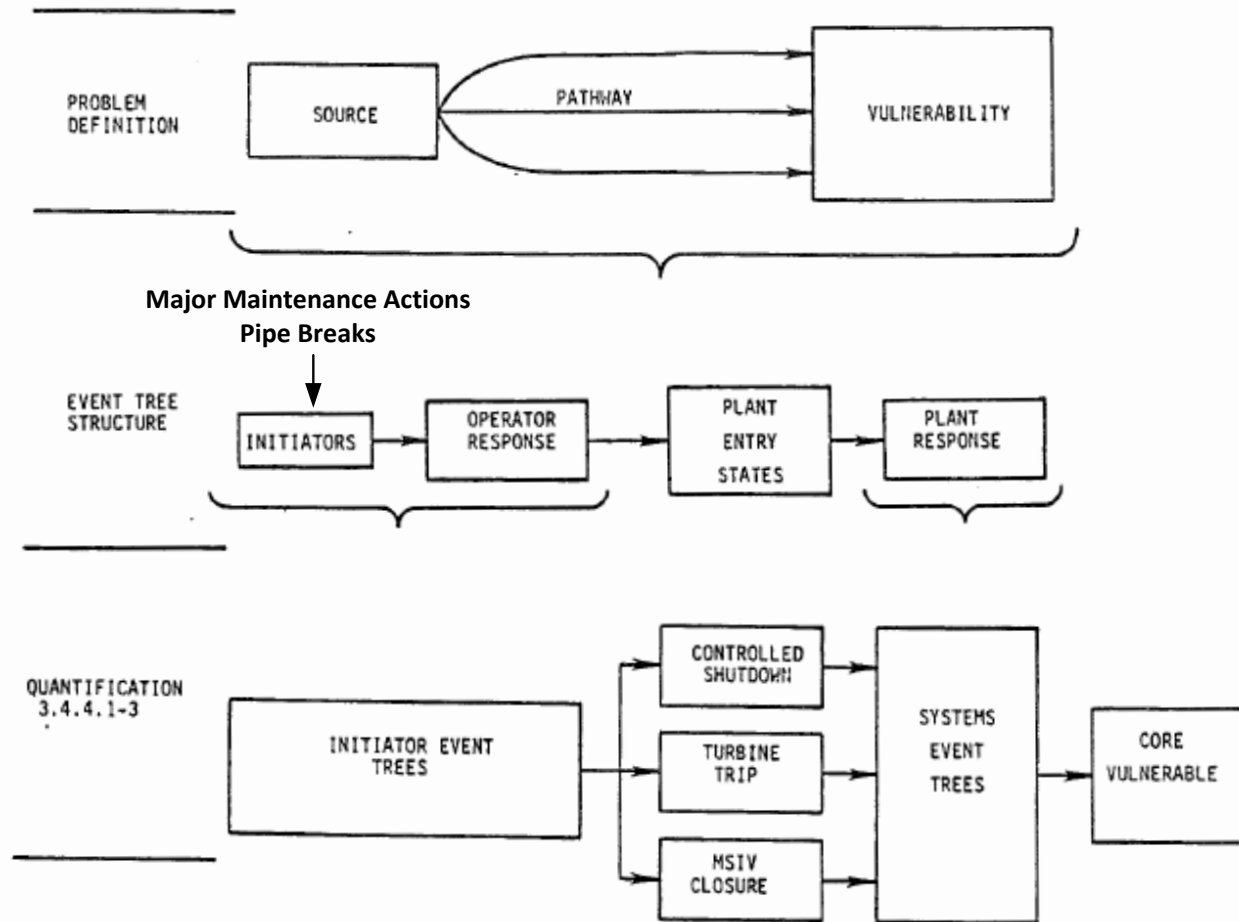 PROBLEM
DEFINITION
SOURCE
PATHWAY
VULNERABILITY
Major Maintenance Actions
Pipe Breaks
EVENT TREE
STRUCTURE
INITIATORS
OPERATOR
RESPONSE
PLANT
ENTRY
STATES
PLANT
RESPONSE
QUANTIFICATION
3.4.4.1-3
INITIATOR EVENT
TREES
CONTROLLED
SHUTDOWN
TURBINE
TRIP
MSIV
CLOSURE
SYSTEMS
EVENT
TREES
CORE
VULNERABLE